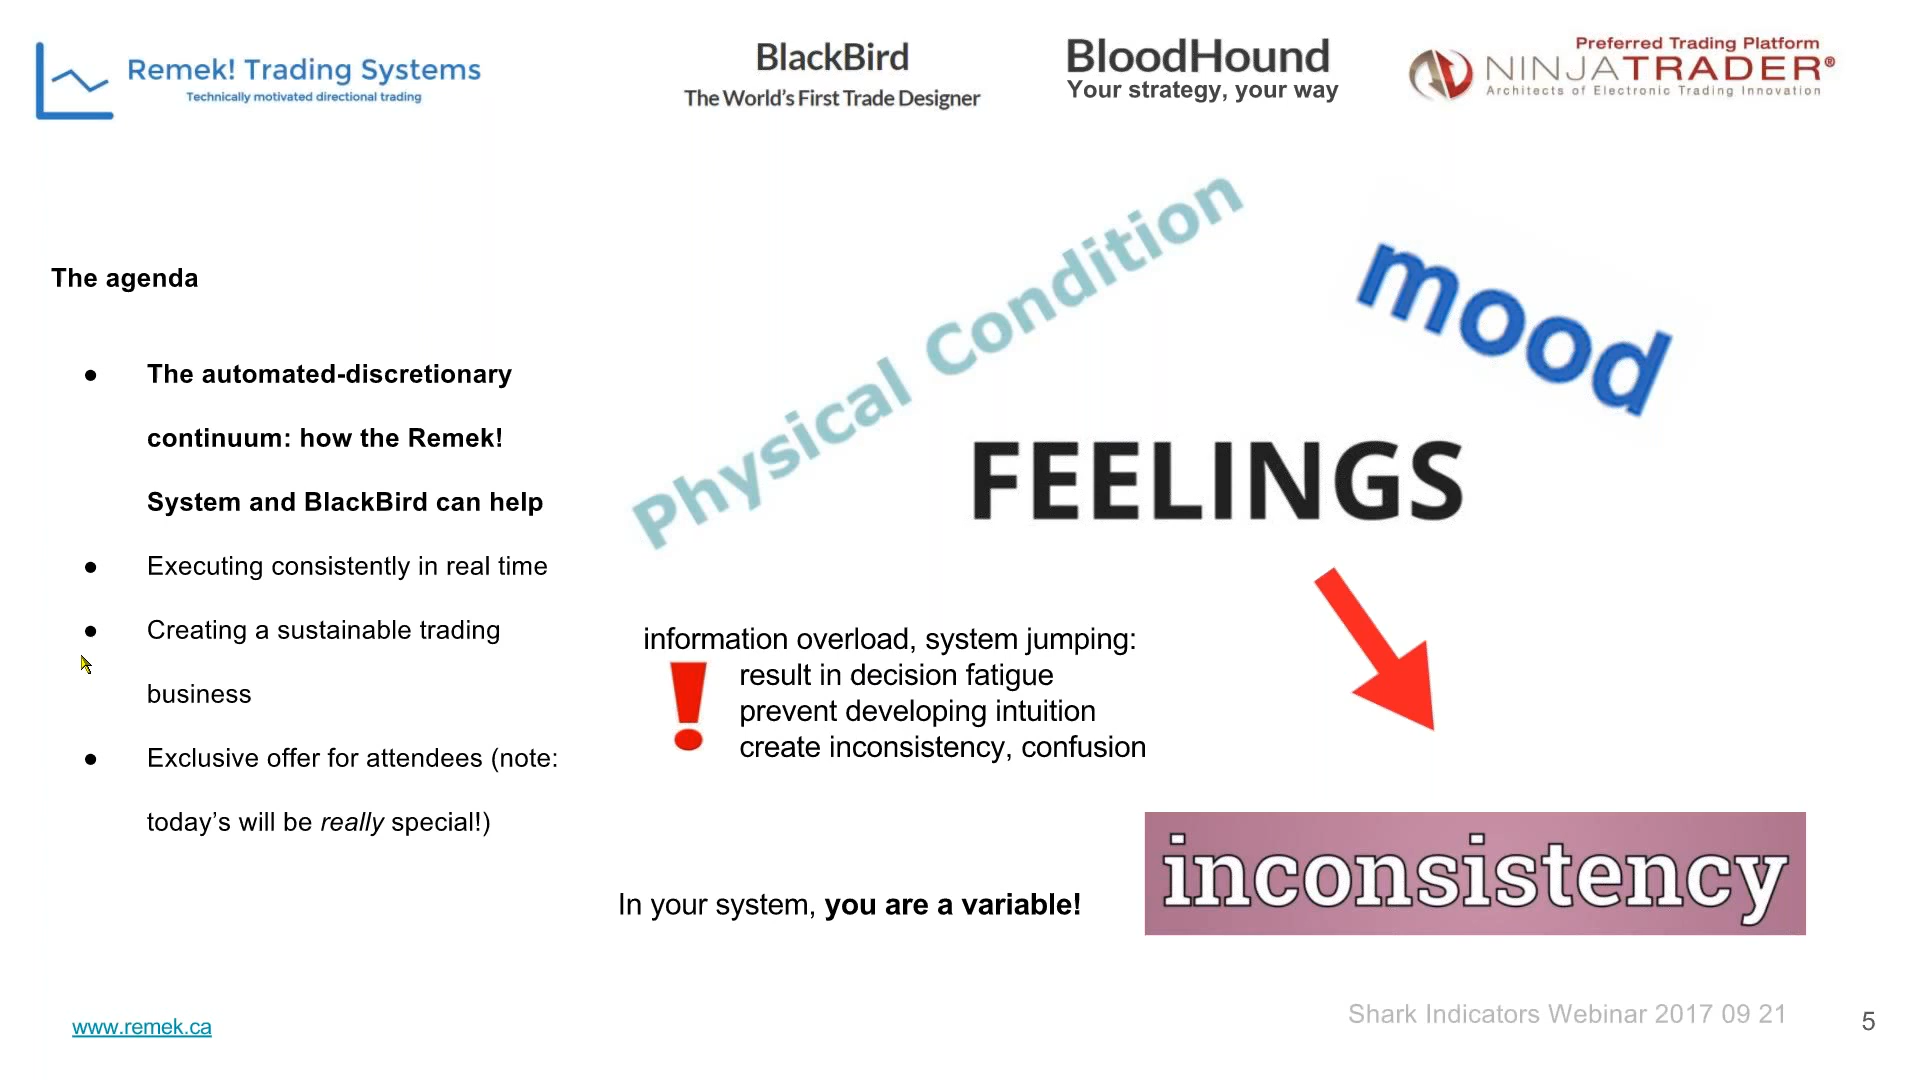 Remek! Trading Systems
Technically motivated directional trading
BlackBird
The World's First Trade Designer
BloodHound
Your strategy, your way
Preferred Trading Platform
NINJATRADER®
Architects of Electronic Trading Innovation
The agenda
● The automated-discretionary
continuum: how the Remek!
System and BlackBird can help
● Executing consistently in real time
● Creating a sustainable trading
business
● Exclusive offer for attendees (note:
today's will be really special!)
Physical Condition
mood
FEELINGS
information overload, system jumping:
result in decision fatigue
prevent developing intuition
create inconsistency, confusion
!
In your system, you are a variable!
inconsistency
www.remek.ca
Shark Indicators Webinar 2017 09 21
5